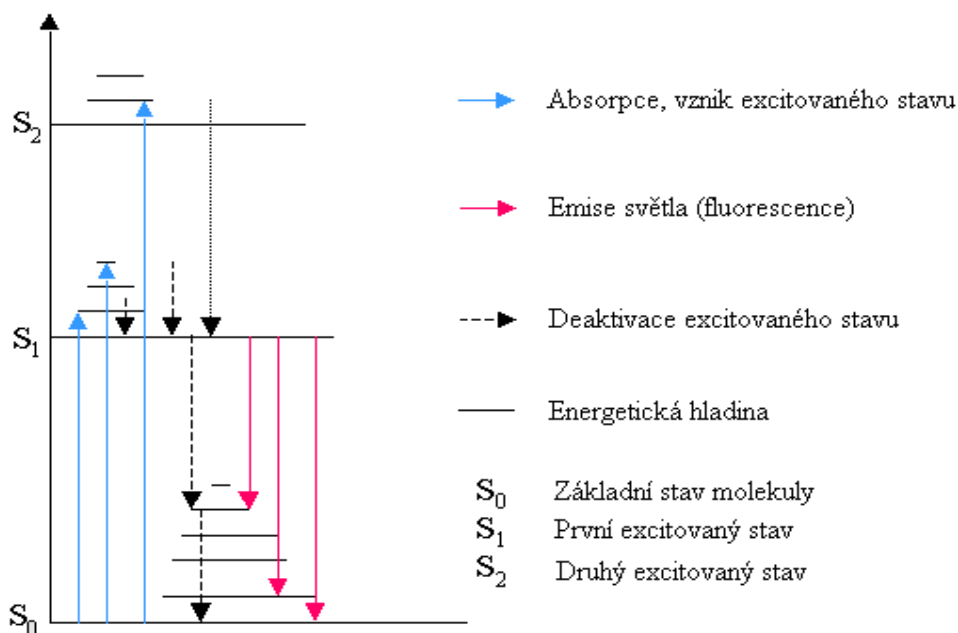 S2
S1
S0
Absorpce, vznik excitovaného stavu
Emise světla (fluorescence)
Deaktivace excitovaného stavu
Energetická hladina
S0 Základní stav molekuly
S1 První excitovaný stav
S2 Druhý excitovaný stav